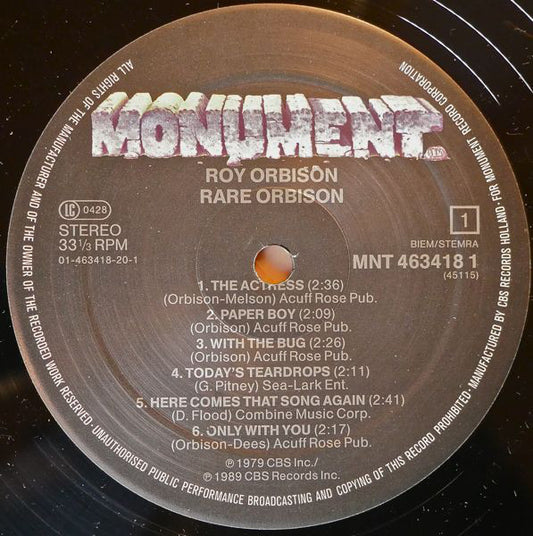 MONUMENT
ROY ORBISON
RARE ORBISON
LC 0428
STEREO
33 1/3 RPM
01-463418-20-1
1
BIEM/STEMRA
MNT 463418 1
(45115)
1. THE ACTRESS (2:36)
(Orbison-Melson) Acuff Rose Pub.
2. PAPER BOY (2:09)
(Orbison) Acuff Rose Pub.
3. WITH THE BUG (2:26)
(Orbison) Acuff Rose Pub.
4. TODAY'S TEARDROPS (2:11)
(G. Pitney) Sea-Lark Ent.
5. HERE COMES THAT SONG AGAIN (2:41)
(D. Flood) Combine Music Corp.
6. ONLY WITH YOU (2:17)
(Orbison-Dees) Acuff Rose Pub.
℗ 1979 CBS Inc./
℗ 1989 CBS Records Inc.
ALL RIGHTS OF THE MANUFACTURER AND OF THE OWNER OF THE RECORDED WORK RESERVED · UNAUTHORISED PUBLIC PERFORMANCE BROADCASTING AND COPYING OF THIS RECORD PROHIBITED · MANUFACTURED BY CBS RECORDS HOLLAND · FOR MONUMENT RECORD CORPORATION